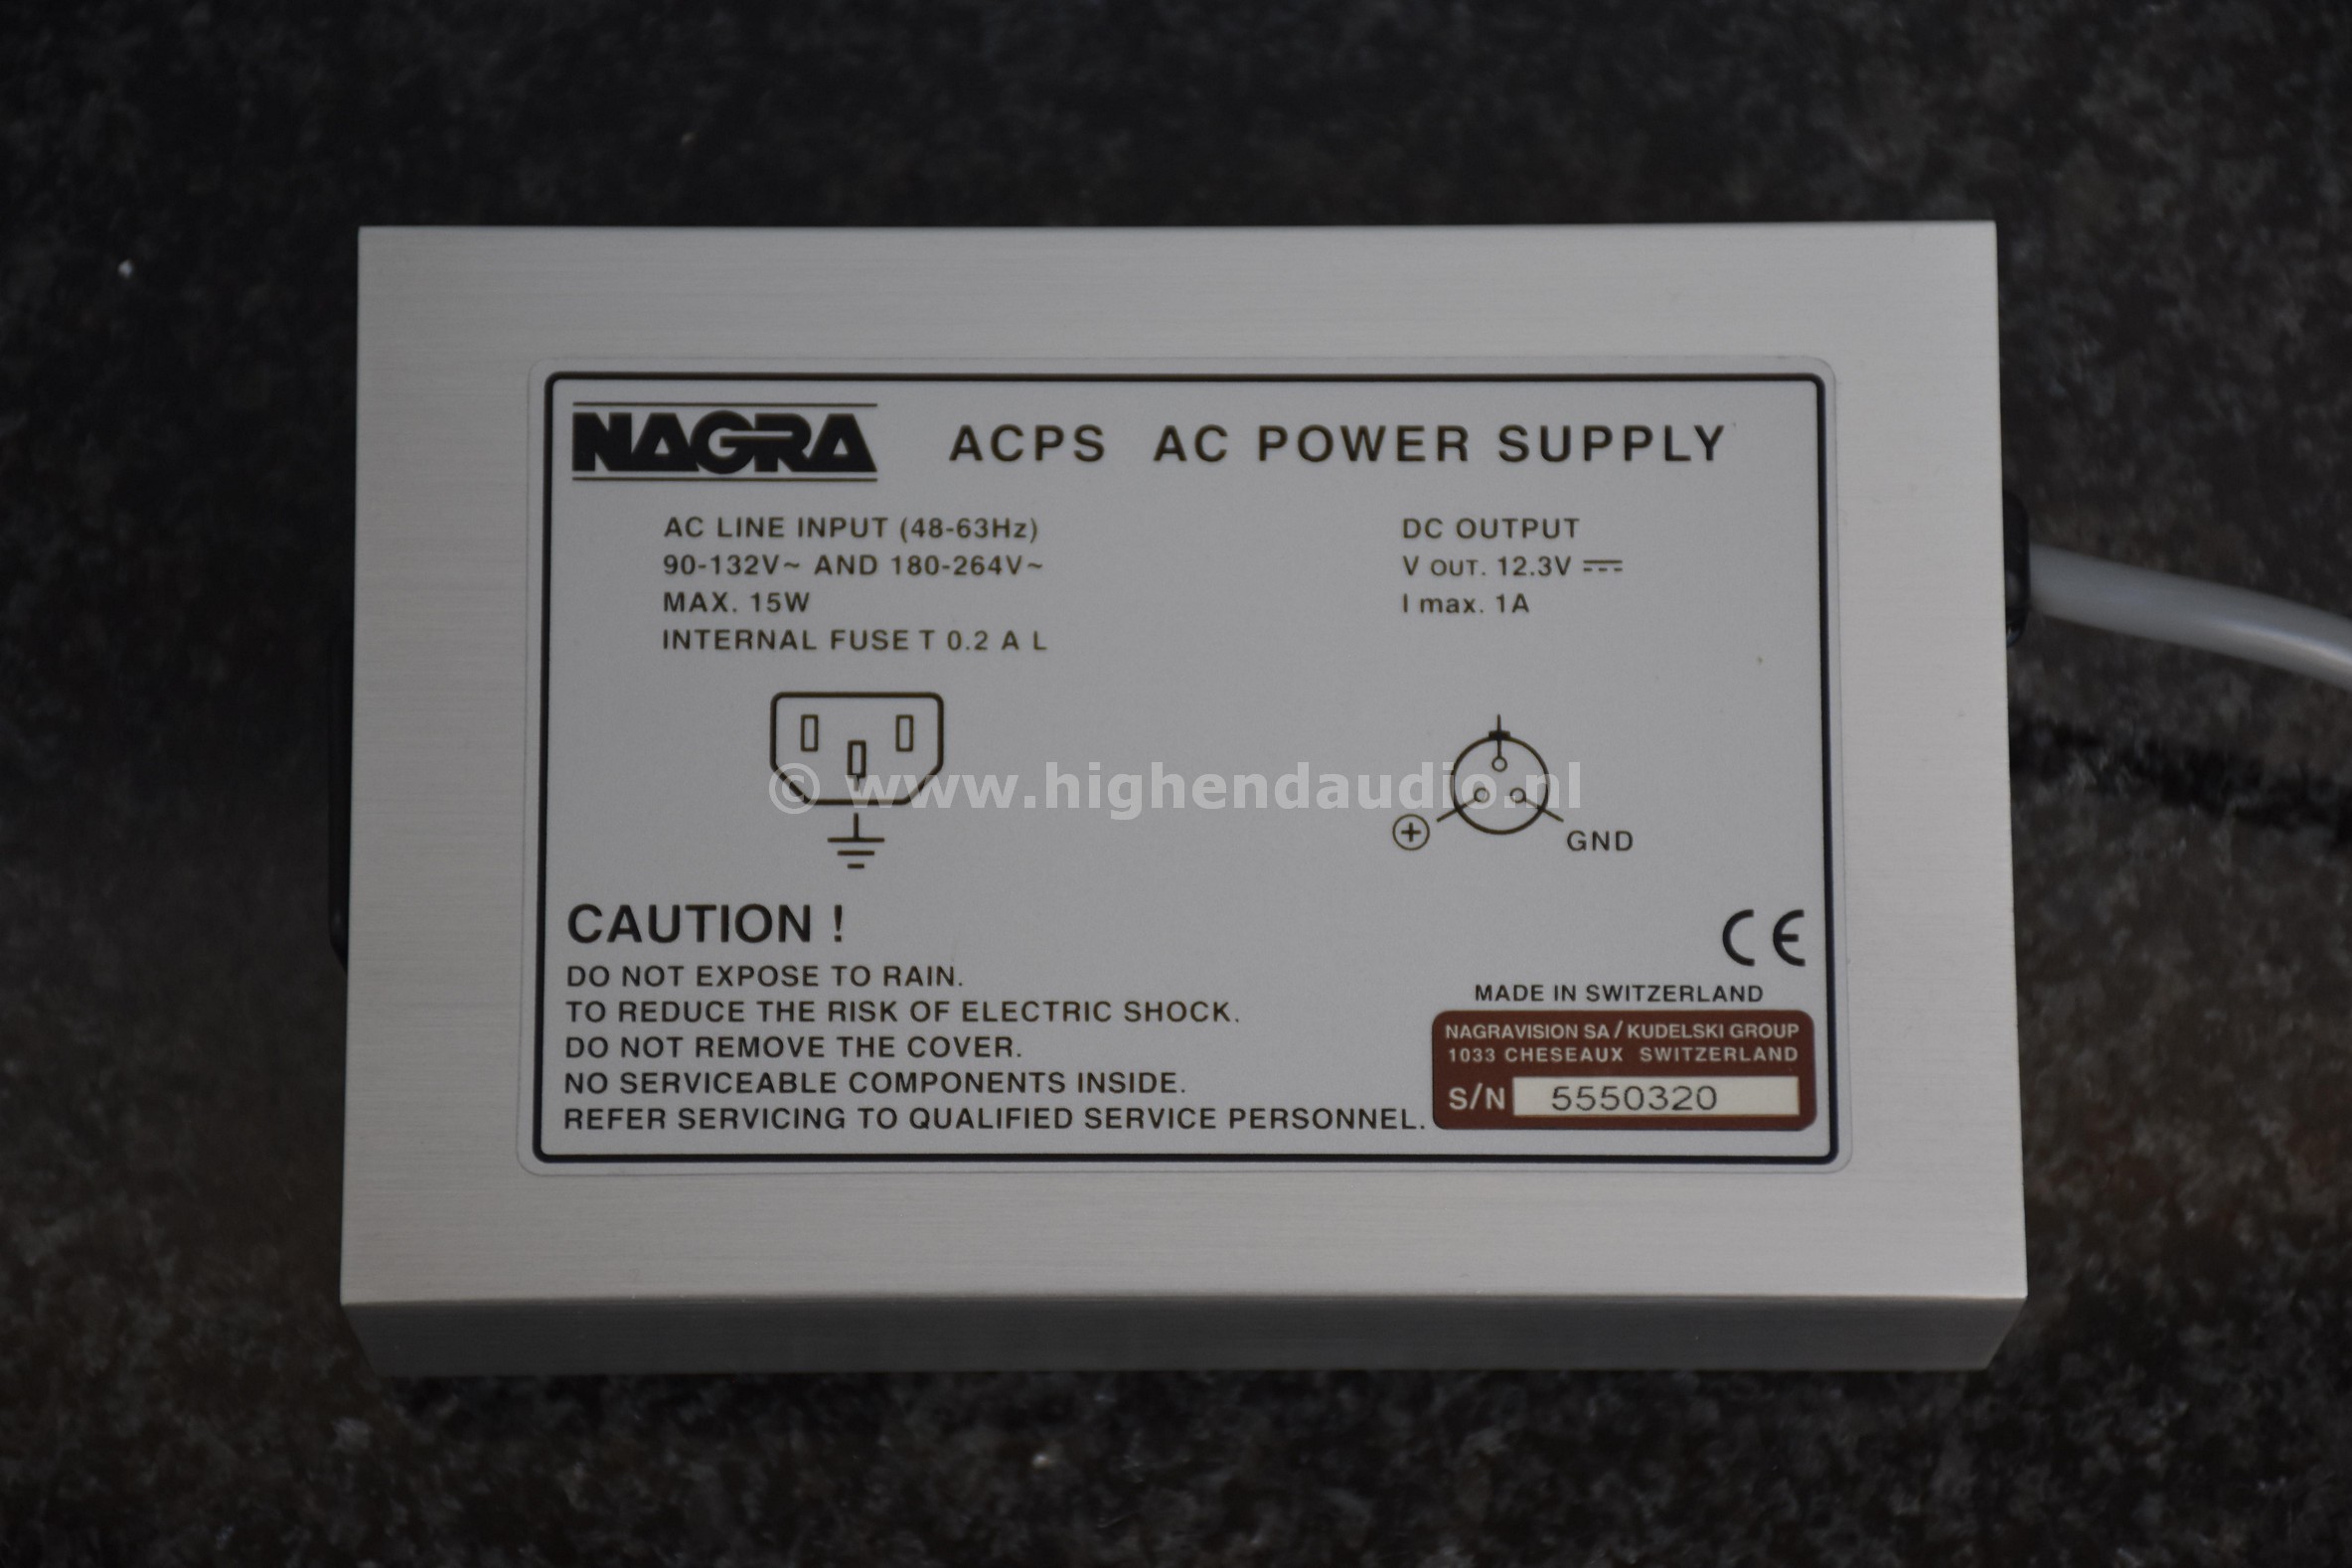 NAGRA ACPS AC POWER SUPPLY
AC LINE INPUT (48-63Hz)
90-132V~ AND 180-264V~
MAX. 15W
INTERNAL FUSE T 0.2 A L
DC OUTPUT
V OUT. 12.3V ⎓
I max. 1A
© www.highendaudio.nl
+
GND
CAUTION !
DO NOT EXPOSE TO RAIN.
TO REDUCE THE RISK OF ELECTRIC SHOCK.
DO NOT REMOVE THE COVER.
NO SERVICEABLE COMPONENTS INSIDE.
REFER SERVICING TO QUALIFIED SERVICE PERSONNEL.
CE
MADE IN SWITZERLAND
NAGRAVISION SA / KUDELSKI GROUP
1033 CHESEAUX SWITZERLAND
S/N 5550320